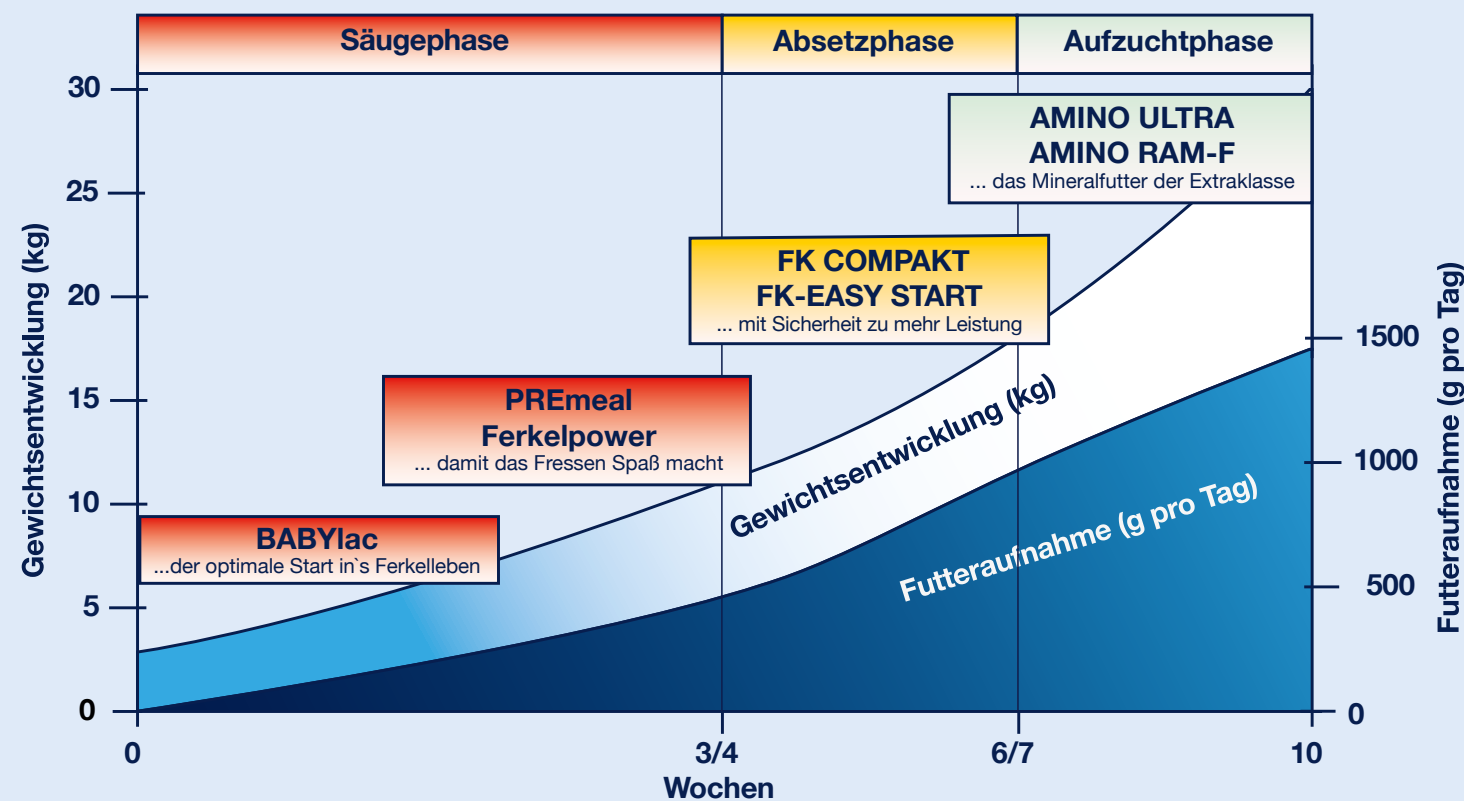 Säugephase
Absetzphase
Aufzuchtphase
30
25
20
15
10
5
0
Gewichtsentwicklung (kg)
AMINO ULTRA
AMINO RAM-F
... das Mineralfutter der Extraklasse
FK COMPAKT
FK-EASY START
... mit Sicherheit zu mehr Leistung
PREmeal
Ferkelpower
... damit das Fressen Spaß macht
BABYlac
...der optimale Start in`s Ferkelleben
Gewichtsentwicklung (kg)
Futteraufnahme (g pro Tag)
1500
1000
500
0
Futteraufnahme (g pro Tag)
0
3/4
6/7
10
Wochen